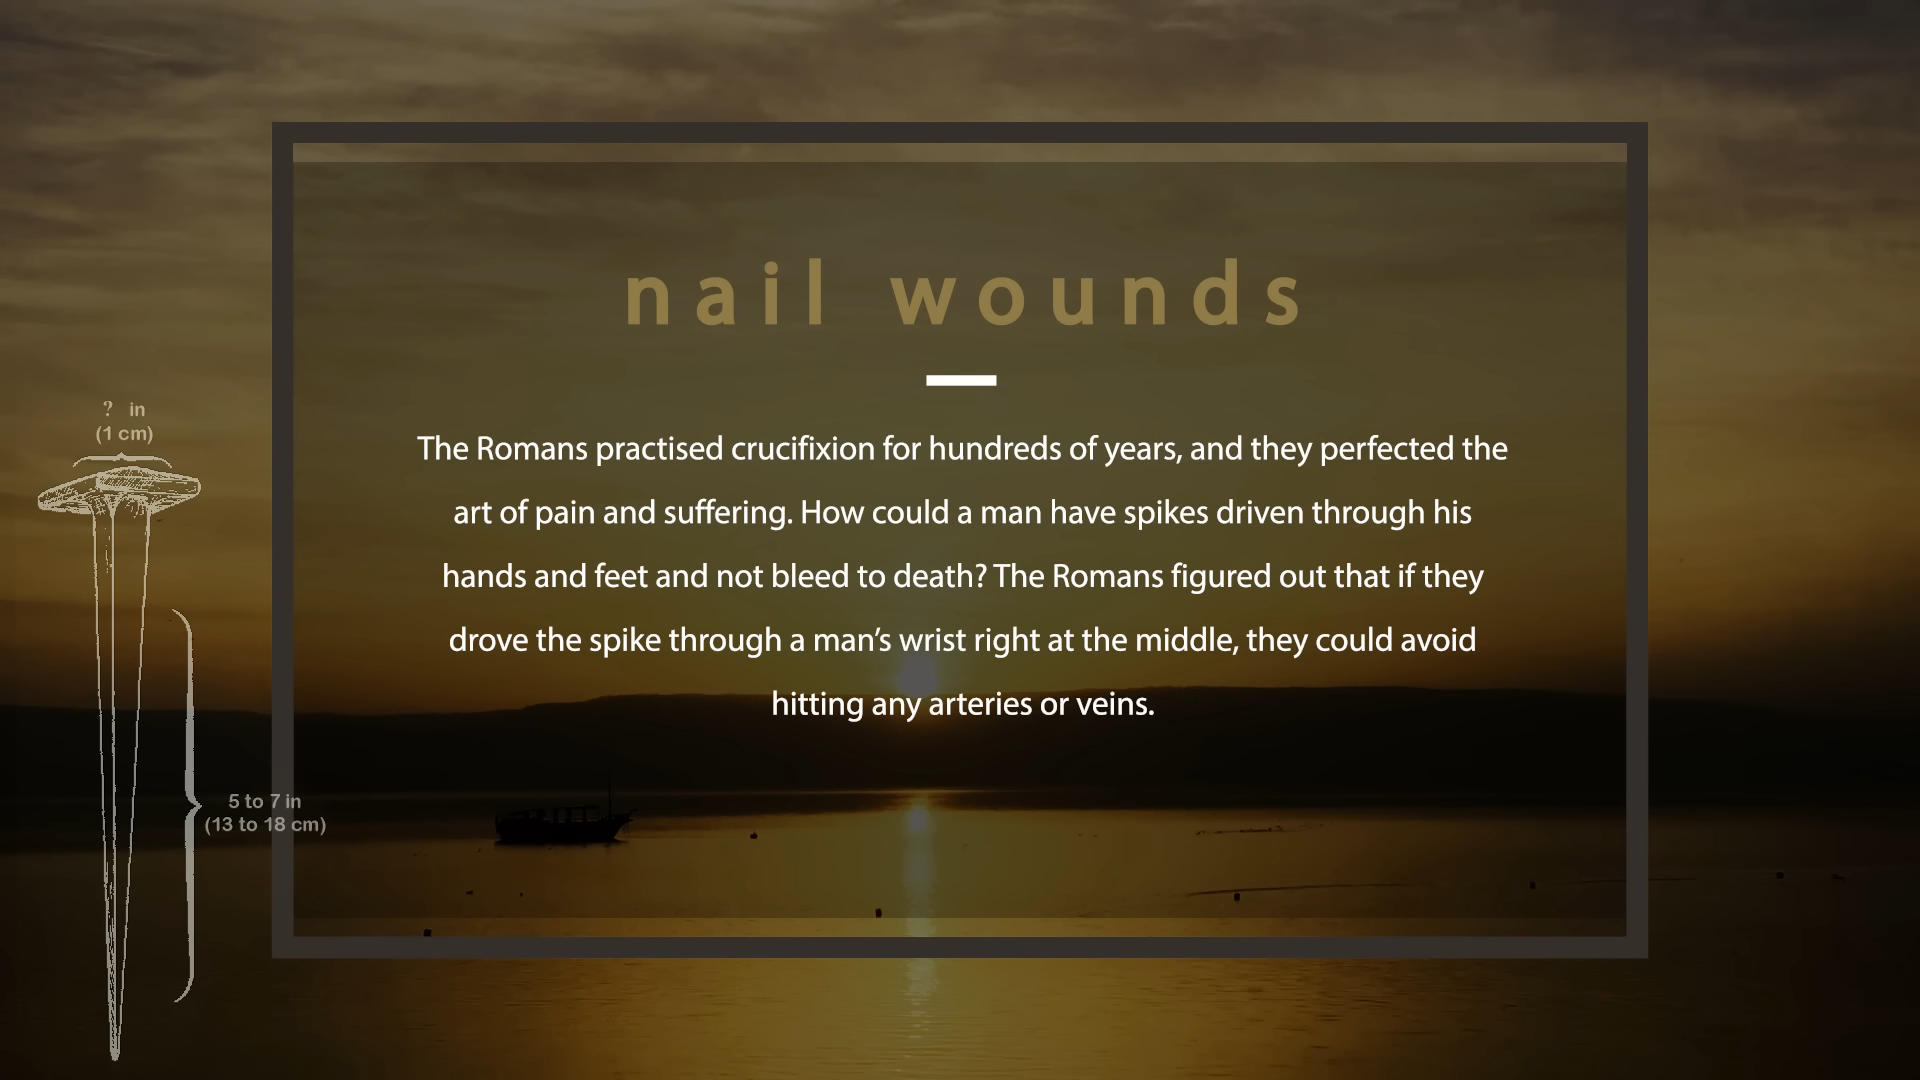 nail wounds
The Romans practised crucifixion for hundreds of years, and they perfected the
art of pain and suffering. How could a man have spikes driven through his
hands and feet and not bleed to death? The Romans figured out that if they
drove the spike through a man’s wrist right at the middle, they could avoid
hitting any arteries or veins.
? in
(1 cm)
5 to 7 in
(13 to 18 cm)